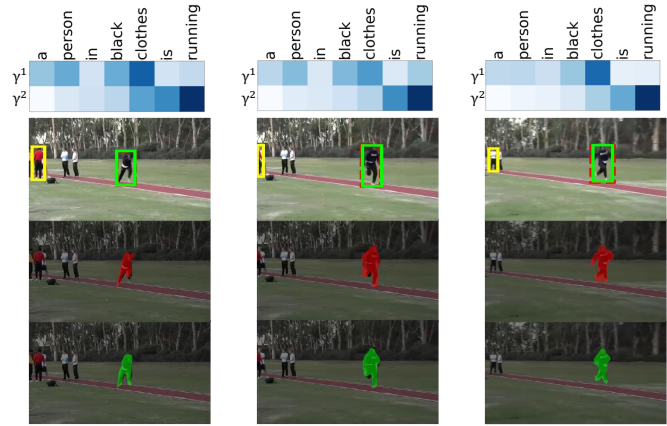 a person in black clothes is running
γ¹
γ²
a person in black clothes is running
γ¹
γ²
a person in black clothes is running
γ¹
γ²